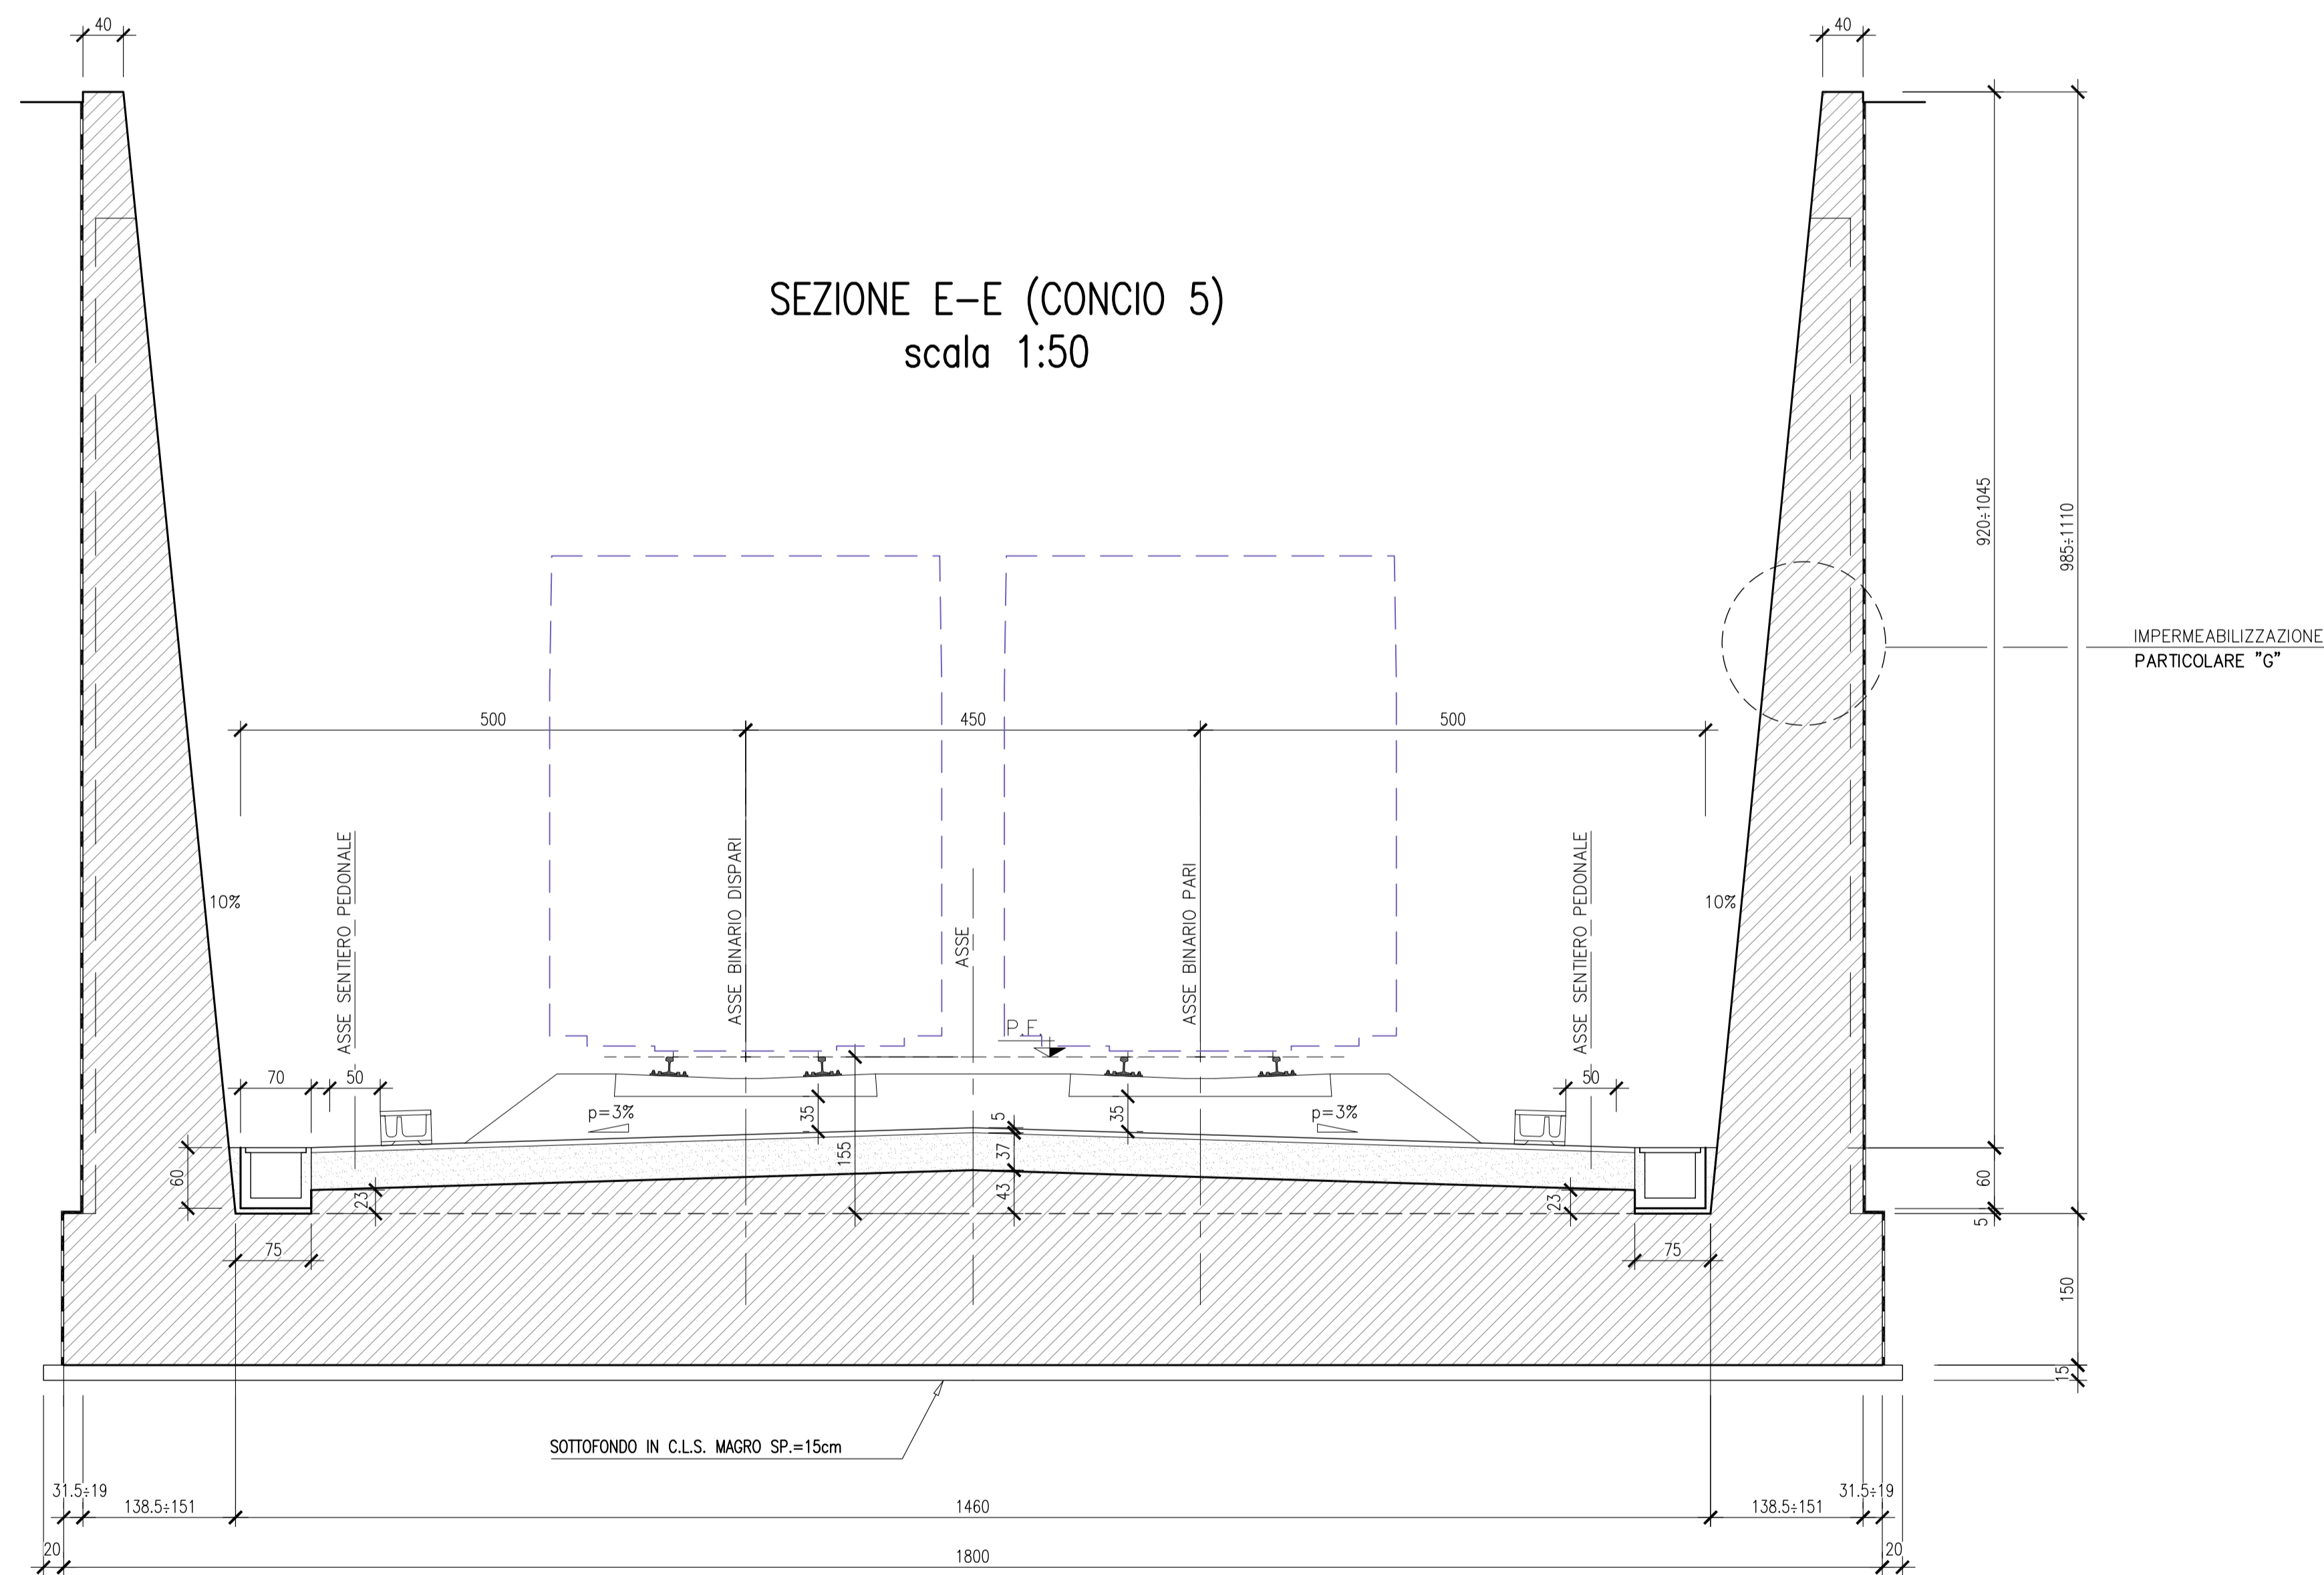 40
40
SEZIONE E-E (CONCIO 5)
scala 1:50
920÷1045
985÷1110
IMPERMEABILIZZAZIONE
PARTICOLARE "G"
500
450
500
ASSE SENTIERO PEDONALE
ASSE BINARIO DISPARI
ASSE
ASSE BINARIO PARI
ASSE SENTIERO PEDONALE
10%
10%
P.F.
70
50
50
p=3%
35
5
35
p=3%
155
37
60
60
23
43
23
5
75
75
150
15
SOTTOFONDO IN C.L.S. MAGRO SP.=15cm
31.5÷19
138.5÷151
1460
138.5÷151
31.5÷19
20
1800
20